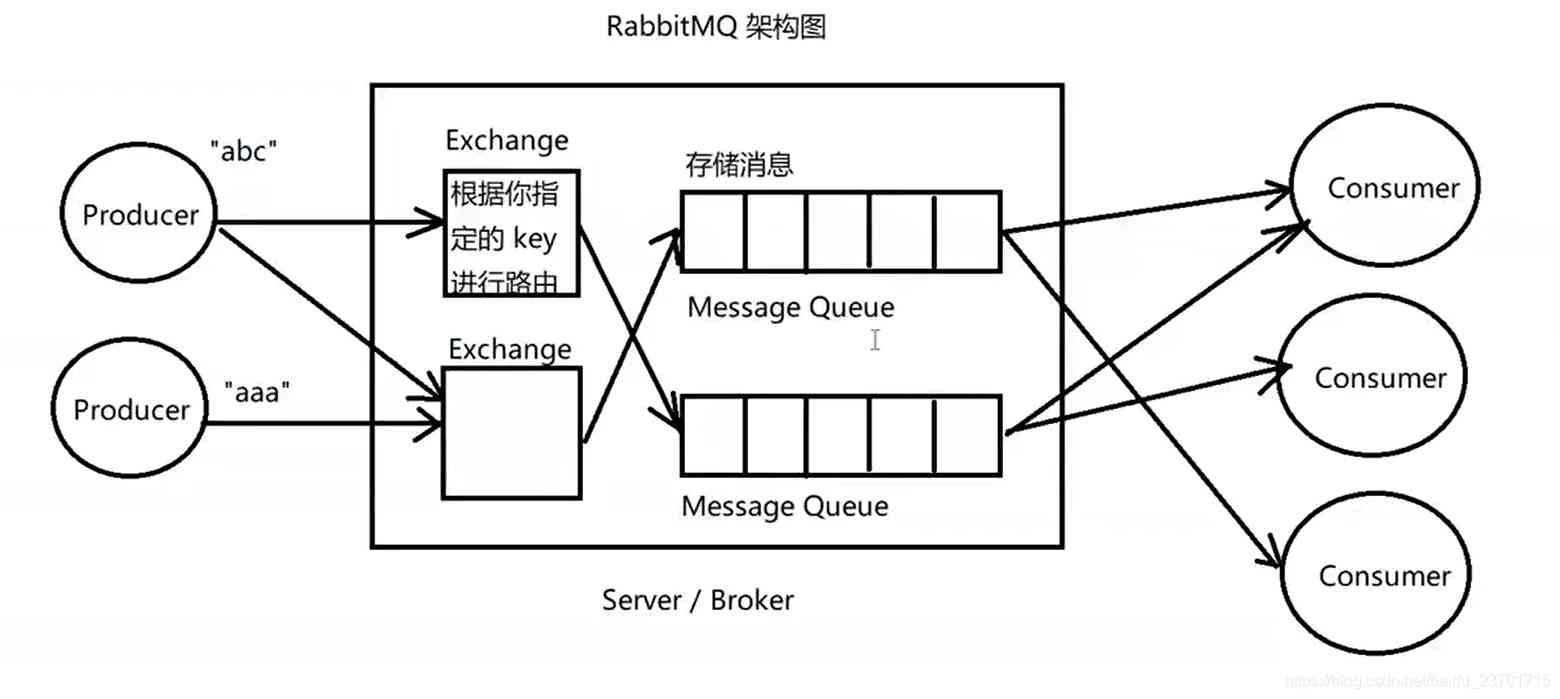 RabbitMQ 架构图
"abc"
Producer
Exchange
根据你指
定的 key
进行路由
存储消息
Message Queue
Consumer
Producer
"aaa"
Exchange
Message Queue
Consumer
Consumer
Server / Broker
https://blog.csdn.net/baidu_23701715